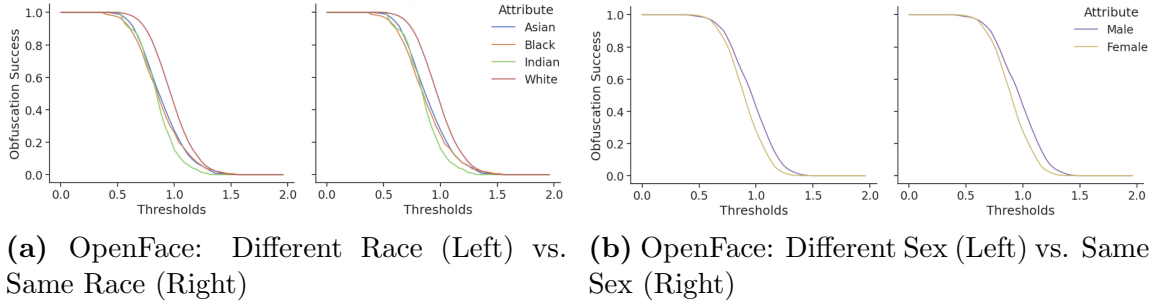 Attribute
Asian
Black
Indian
White
Obfuscation Success
1.0
0.8
0.6
0.4
0.2
0.0
0.0 0.5 1.0 1.5 2.0
0.0 0.5 1.0 1.5 2.0
Thresholds Thresholds
Attribute
Male
Female
Obfuscation Success
1.0
0.8
0.6
0.4
0.2
0.0
0.0 0.5 1.0 1.5 2.0
0.0 0.5 1.0 1.5 2.0
Thresholds Thresholds
(a) OpenFace: Different Race (Left) vs.
Same Race (Right)
(b) OpenFace: Different Sex (Left) vs. Same
Sex (Right)